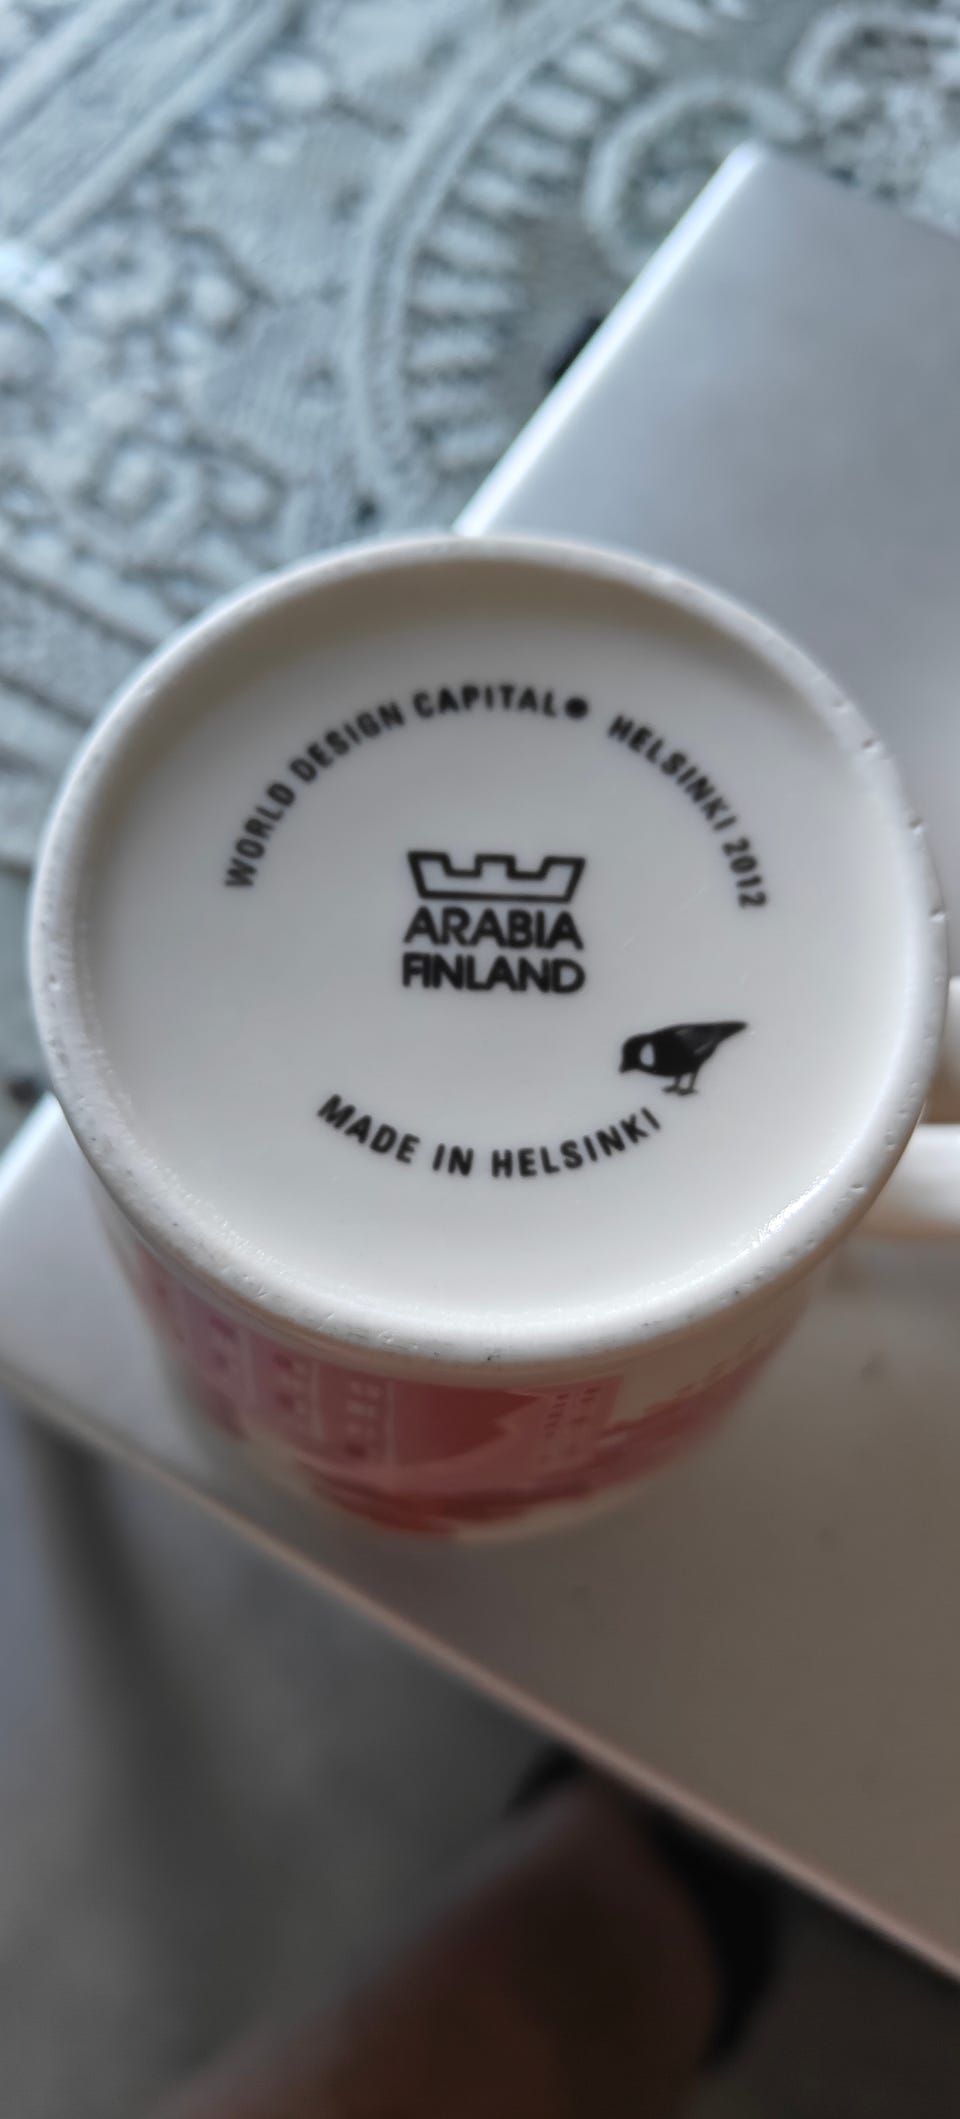 WORLD DESIGN CAPITAL● HELSINKI 2012
ARABIA
FINLAND
MADE IN HELSINKI